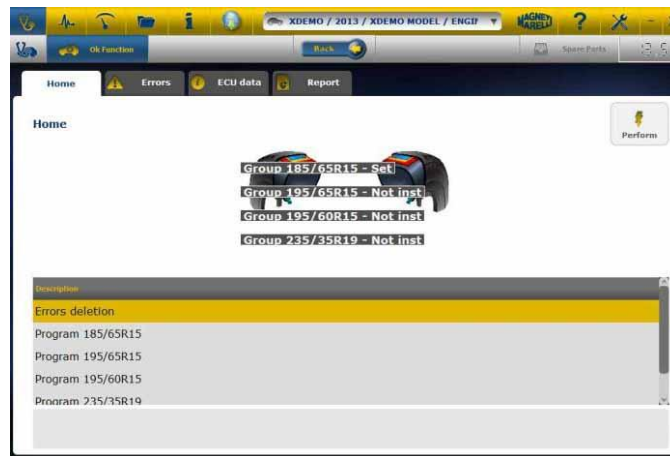 XDEMO / 2013 / XDEMO MODEL / ENGI
MAGNETI
MARELLI
?
Ok Function
Back
Spare Parts
Home
Errors
ECU data
Report
Home
Perform
Group 185/65R15 - Set
Group 195/65R15 - Not inst
Group 195/60R15 - Not inst
Group 235/35R19 - Not inst
Description
Errors deletion
Program 185/65R15
Program 195/65R15
Program 195/60R15
Program 235/35R19